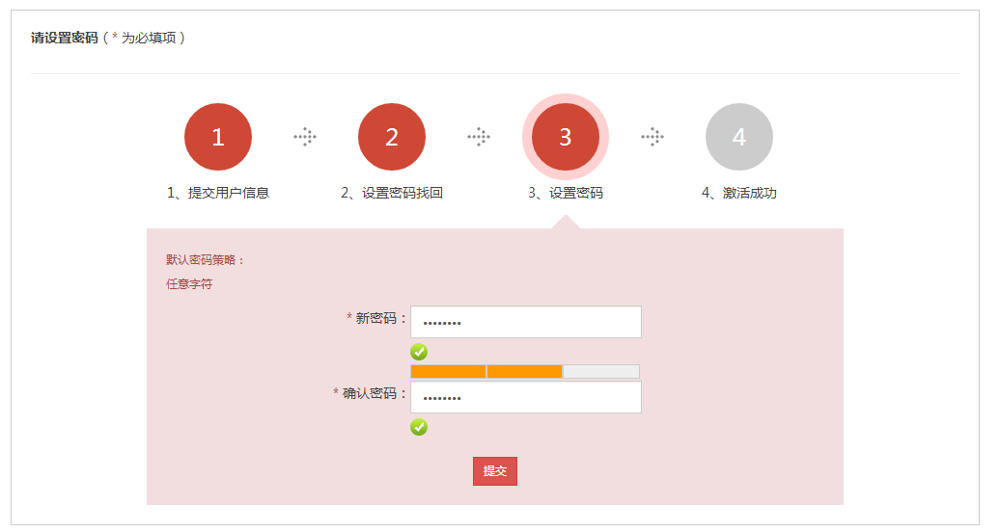 请设置密码（* 为必填项）
1 2 3 4
1、提交用户信息 2、设置密码找回 3、设置密码 4、激活成功
默认密码策略：
任意字符
* 新密码： ••••••••
* 确认密码： ••••••••
提交